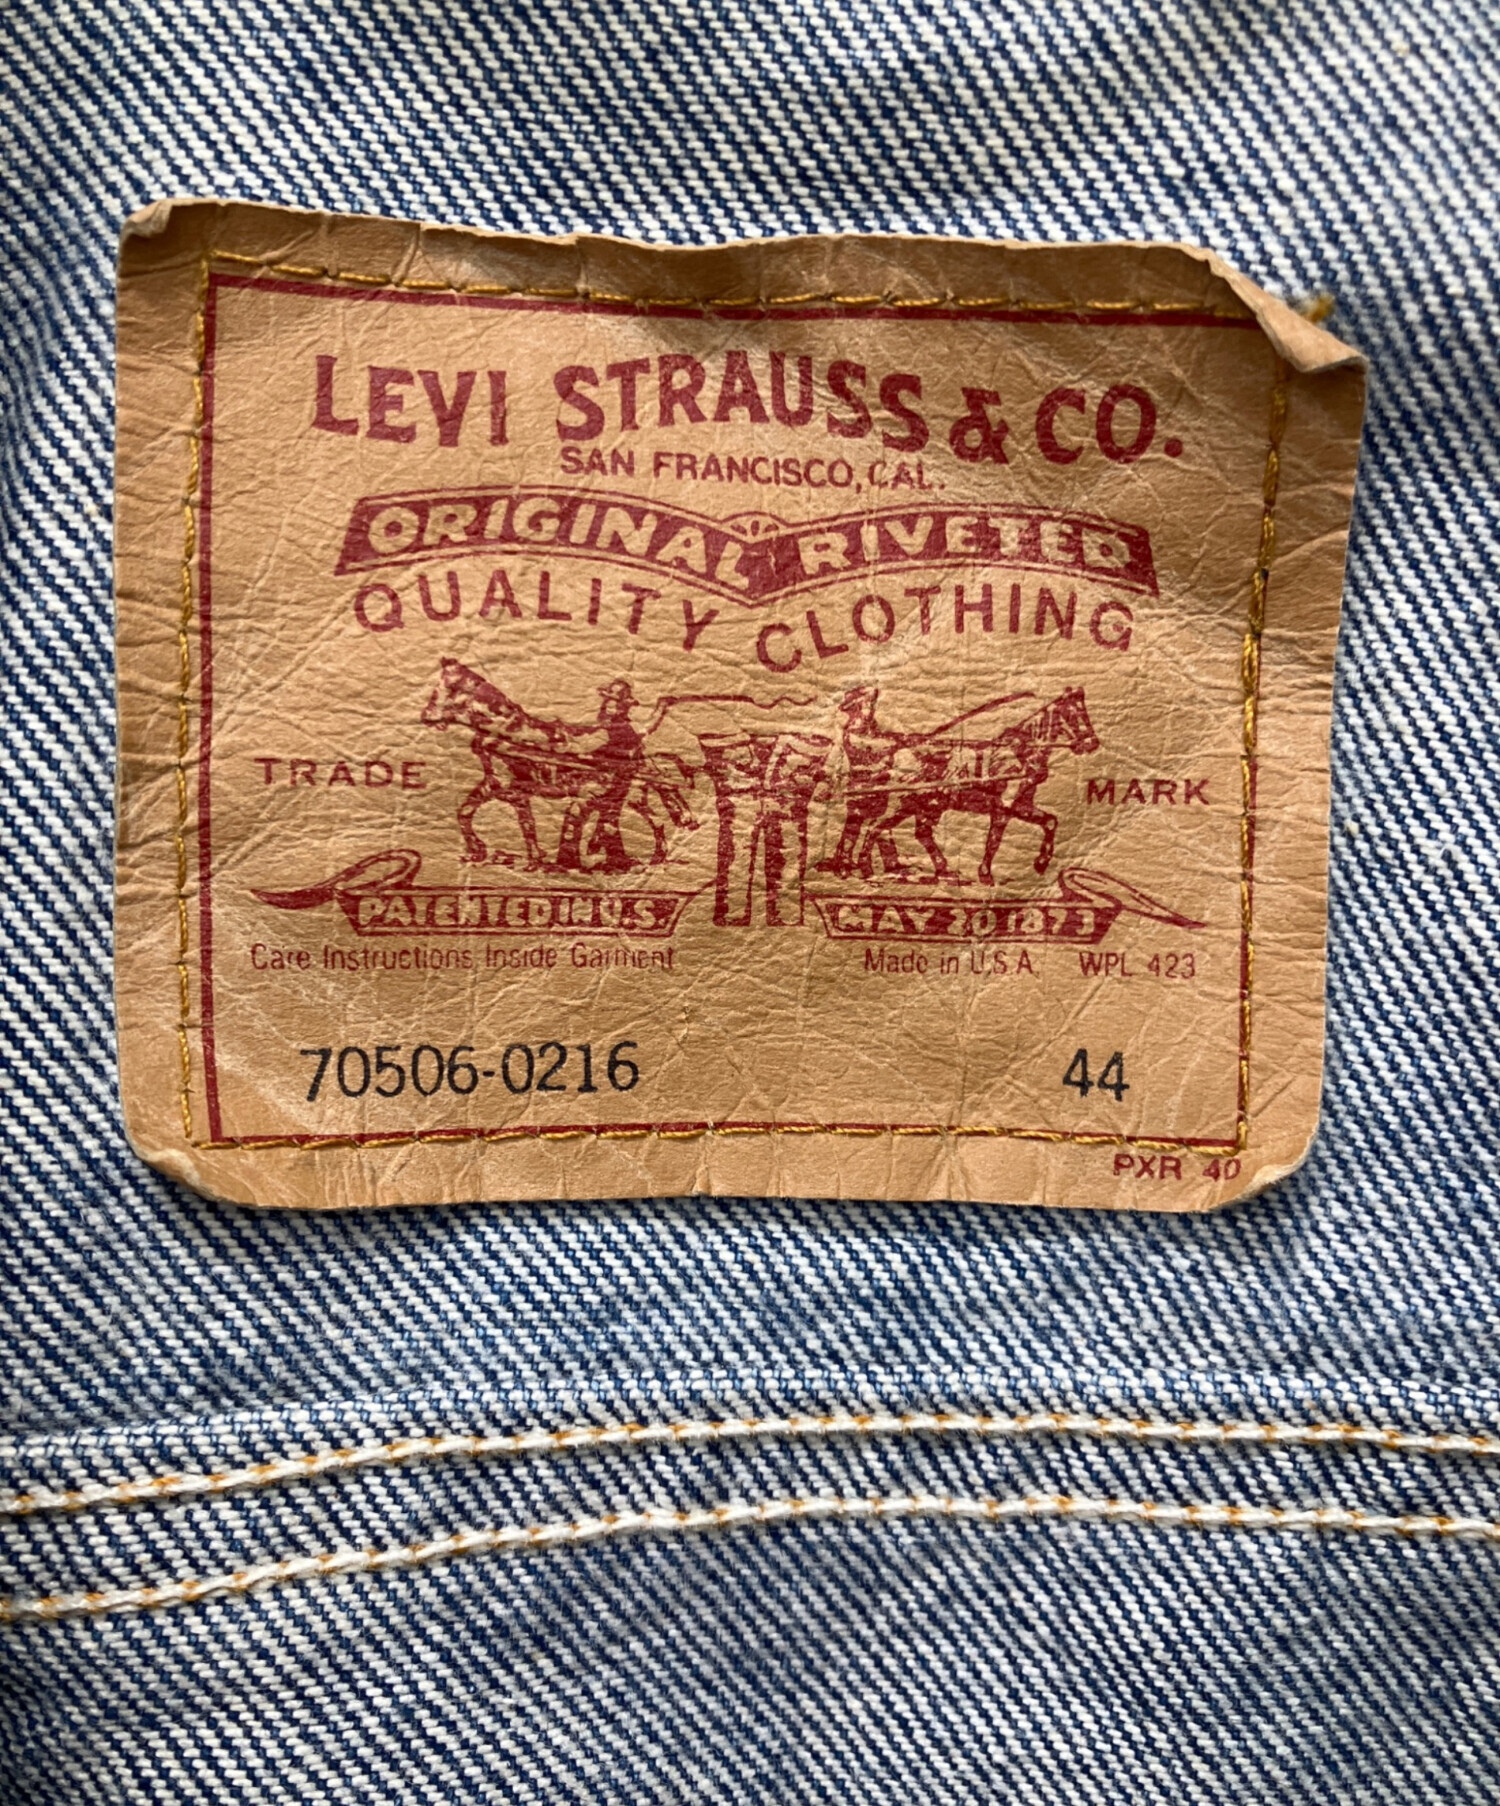 LEVI STRAUSS & CO.
SAN FRANCISCO, CAL.
ORIGINAL RIVETED
QUALITY CLOTHING
TRADE MARK
PATENTED IN U.S. MAY 20 1873
Care Instructions Inside Garment Made in U.S.A. WPL 423
70506-0216 44
PXR 40